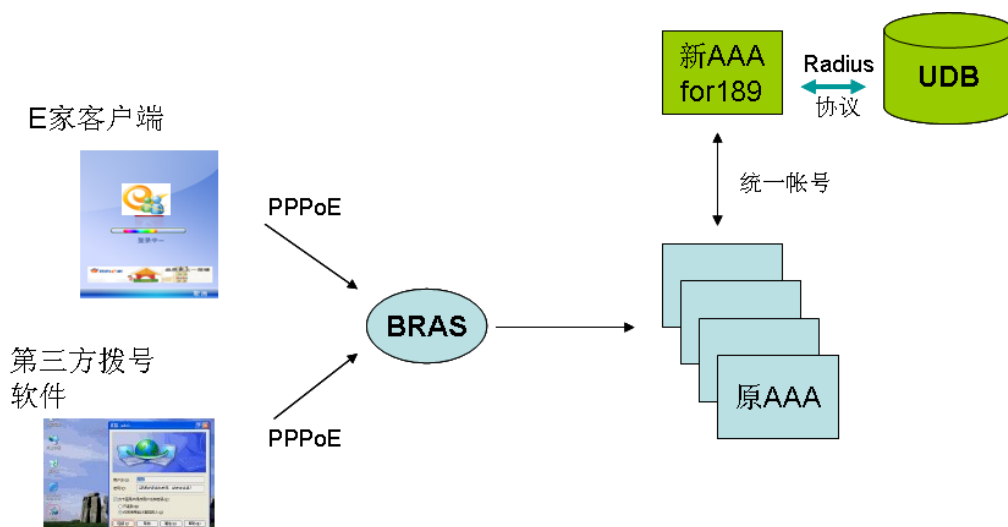 新AAA
for189
Radius
协议
UDB
E家客户端
统一帐号
PPPoE
BRAS
第三方拨号
软件
PPPoE
原AAA